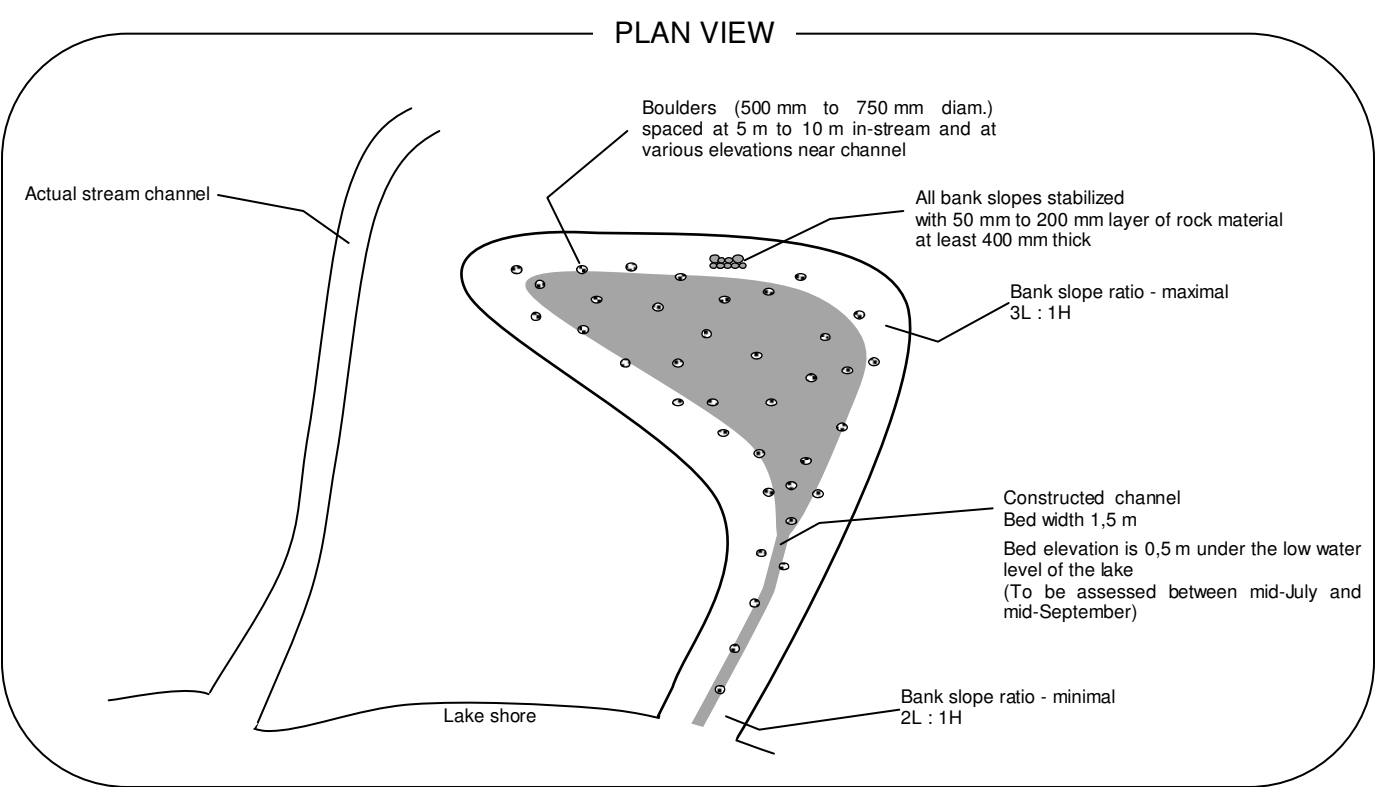 PLAN VIEW
Boulders (500 mm to 750 mm diam.)
spaced at 5 m to 10 m in-stream and at
various elevations near channel
Actual stream channel
All bank slopes stabilized
with 50 mm to 200 mm layer of rock material
at least 400 mm thick
Bank slope ratio - maximal
3L : 1H
Constructed channel
Bed width 1,5 m
Bed elevation is 0,5 m under the low water
level of the lake
(To be assessed between mid-July and
mid-September)
Bank slope ratio - minimal
2L : 1H
Lake shore